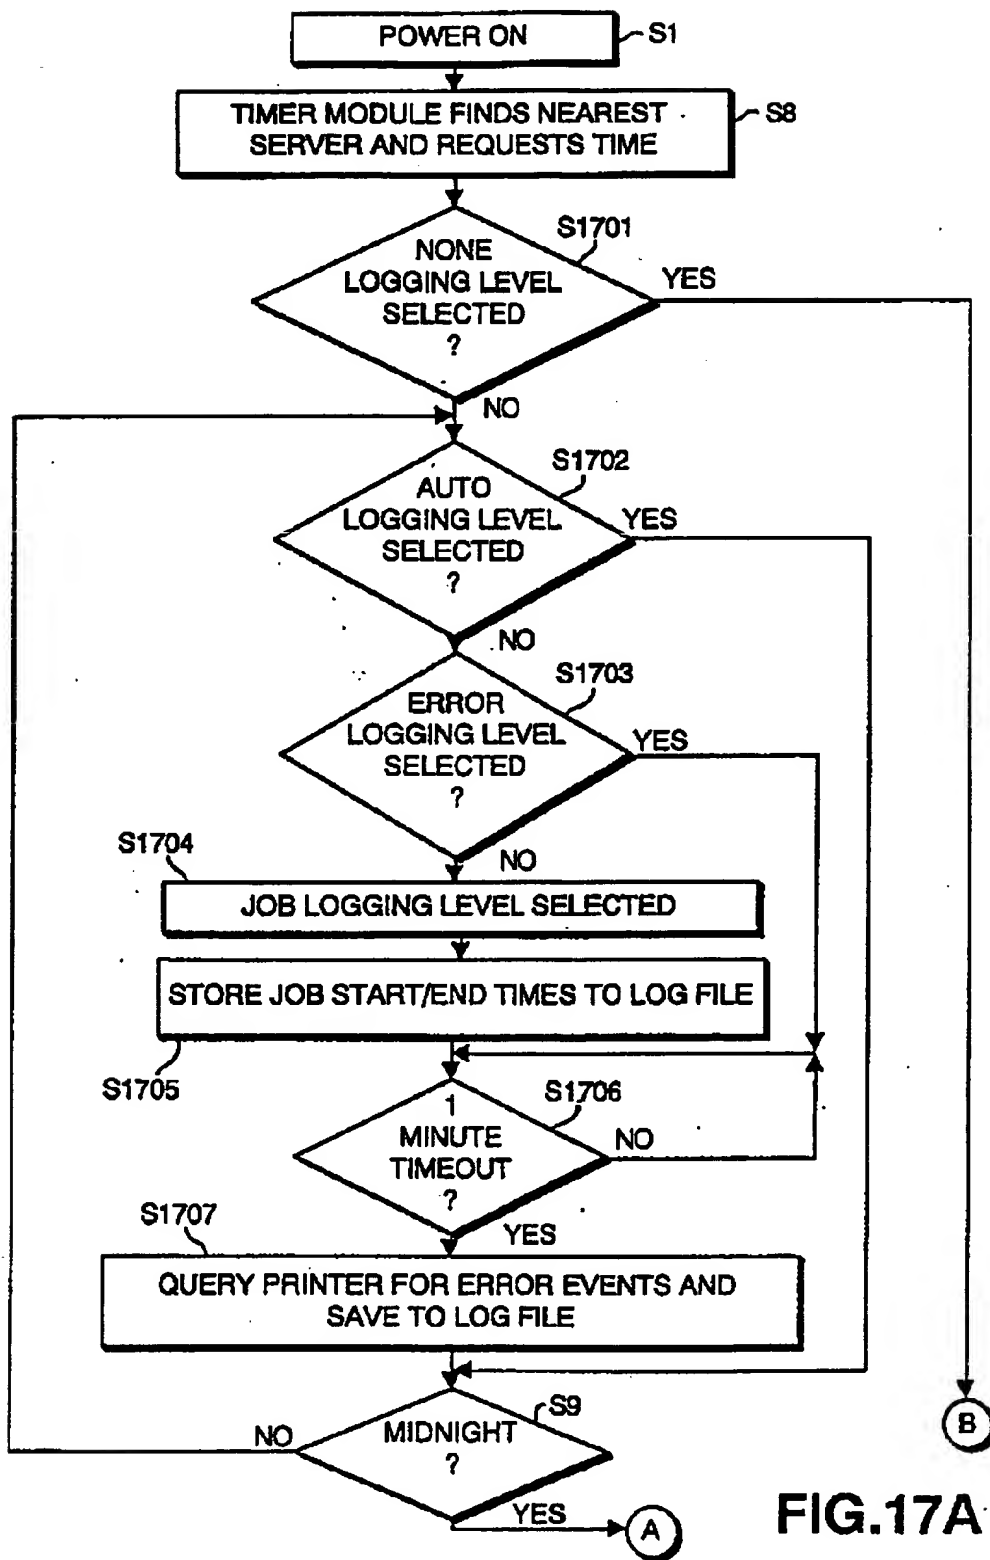 POWER ON
S1
TIMER MODULE FINDS NEAREST
SERVER AND REQUESTS TIME
S8
S1701
NONE
LOGGING LEVEL
SELECTED
?
YES
NO
S1702
AUTO
LOGGING LEVEL
SELECTED
?
YES
NO
S1703
ERROR
LOGGING LEVEL
SELECTED
?
YES
NO
S1704
JOB LOGGING LEVEL SELECTED
STORE JOB START/END TIMES TO LOG FILE
S1705
S1706
1
MINUTE
TIMEOUT
?
NO
YES
S1707
QUERY PRINTER FOR ERROR EVENTS AND
SAVE TO LOG FILE
S9
MIDNIGHT
?
NO
YES
A
B
FIG.17A